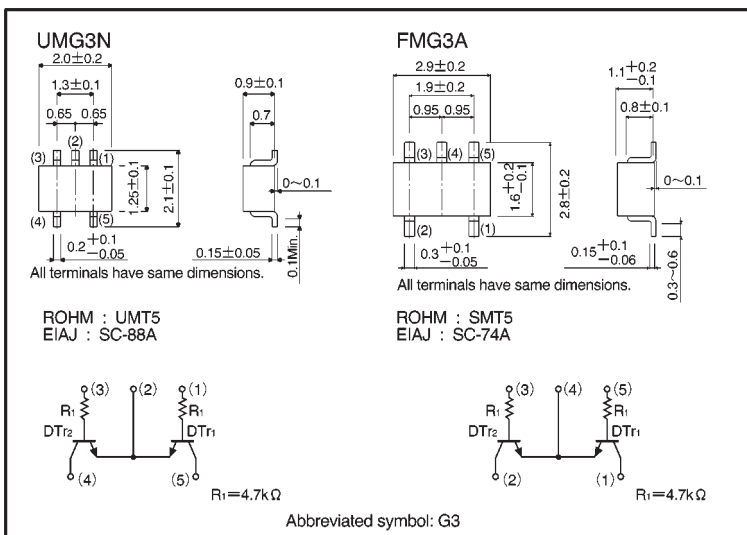 UMG3N
2.0±0.2
1.3±0.1
0.65 0.65
(2)
(3) (1)
1.25±0.1
2.1±0.1
(4) (5)
0.2 +0.1 −0.05
All terminals have same dimensions.
0.9±0.1
0.7
0~0.1
0.15±0.05
0.1Min.
ROHM : UMT5
EIAJ : SC-88A
FMG3A
2.9±0.2
1.9±0.2
0.95 0.95
(3) (4) (5)
1.6 +0.2 −0.1
2.8±0.2
(2) (1)
0.3 +0.1 −0.05
All terminals have same dimensions.
1.1 +0.2 −0.1
0.8±0.1
0~0.1
0.15 +0.1 −0.06
0.3~0.6
ROHM : SMT5
EIAJ : SC-74A
(3) (2) (1)
R1 R1
DTr2 DTr1
(4) (5)
R1=4.7kΩ
(3) (4) (5)
R1 R1
DTr2 DTr1
(2) (1)
R1=4.7kΩ
Abbreviated symbol: G3